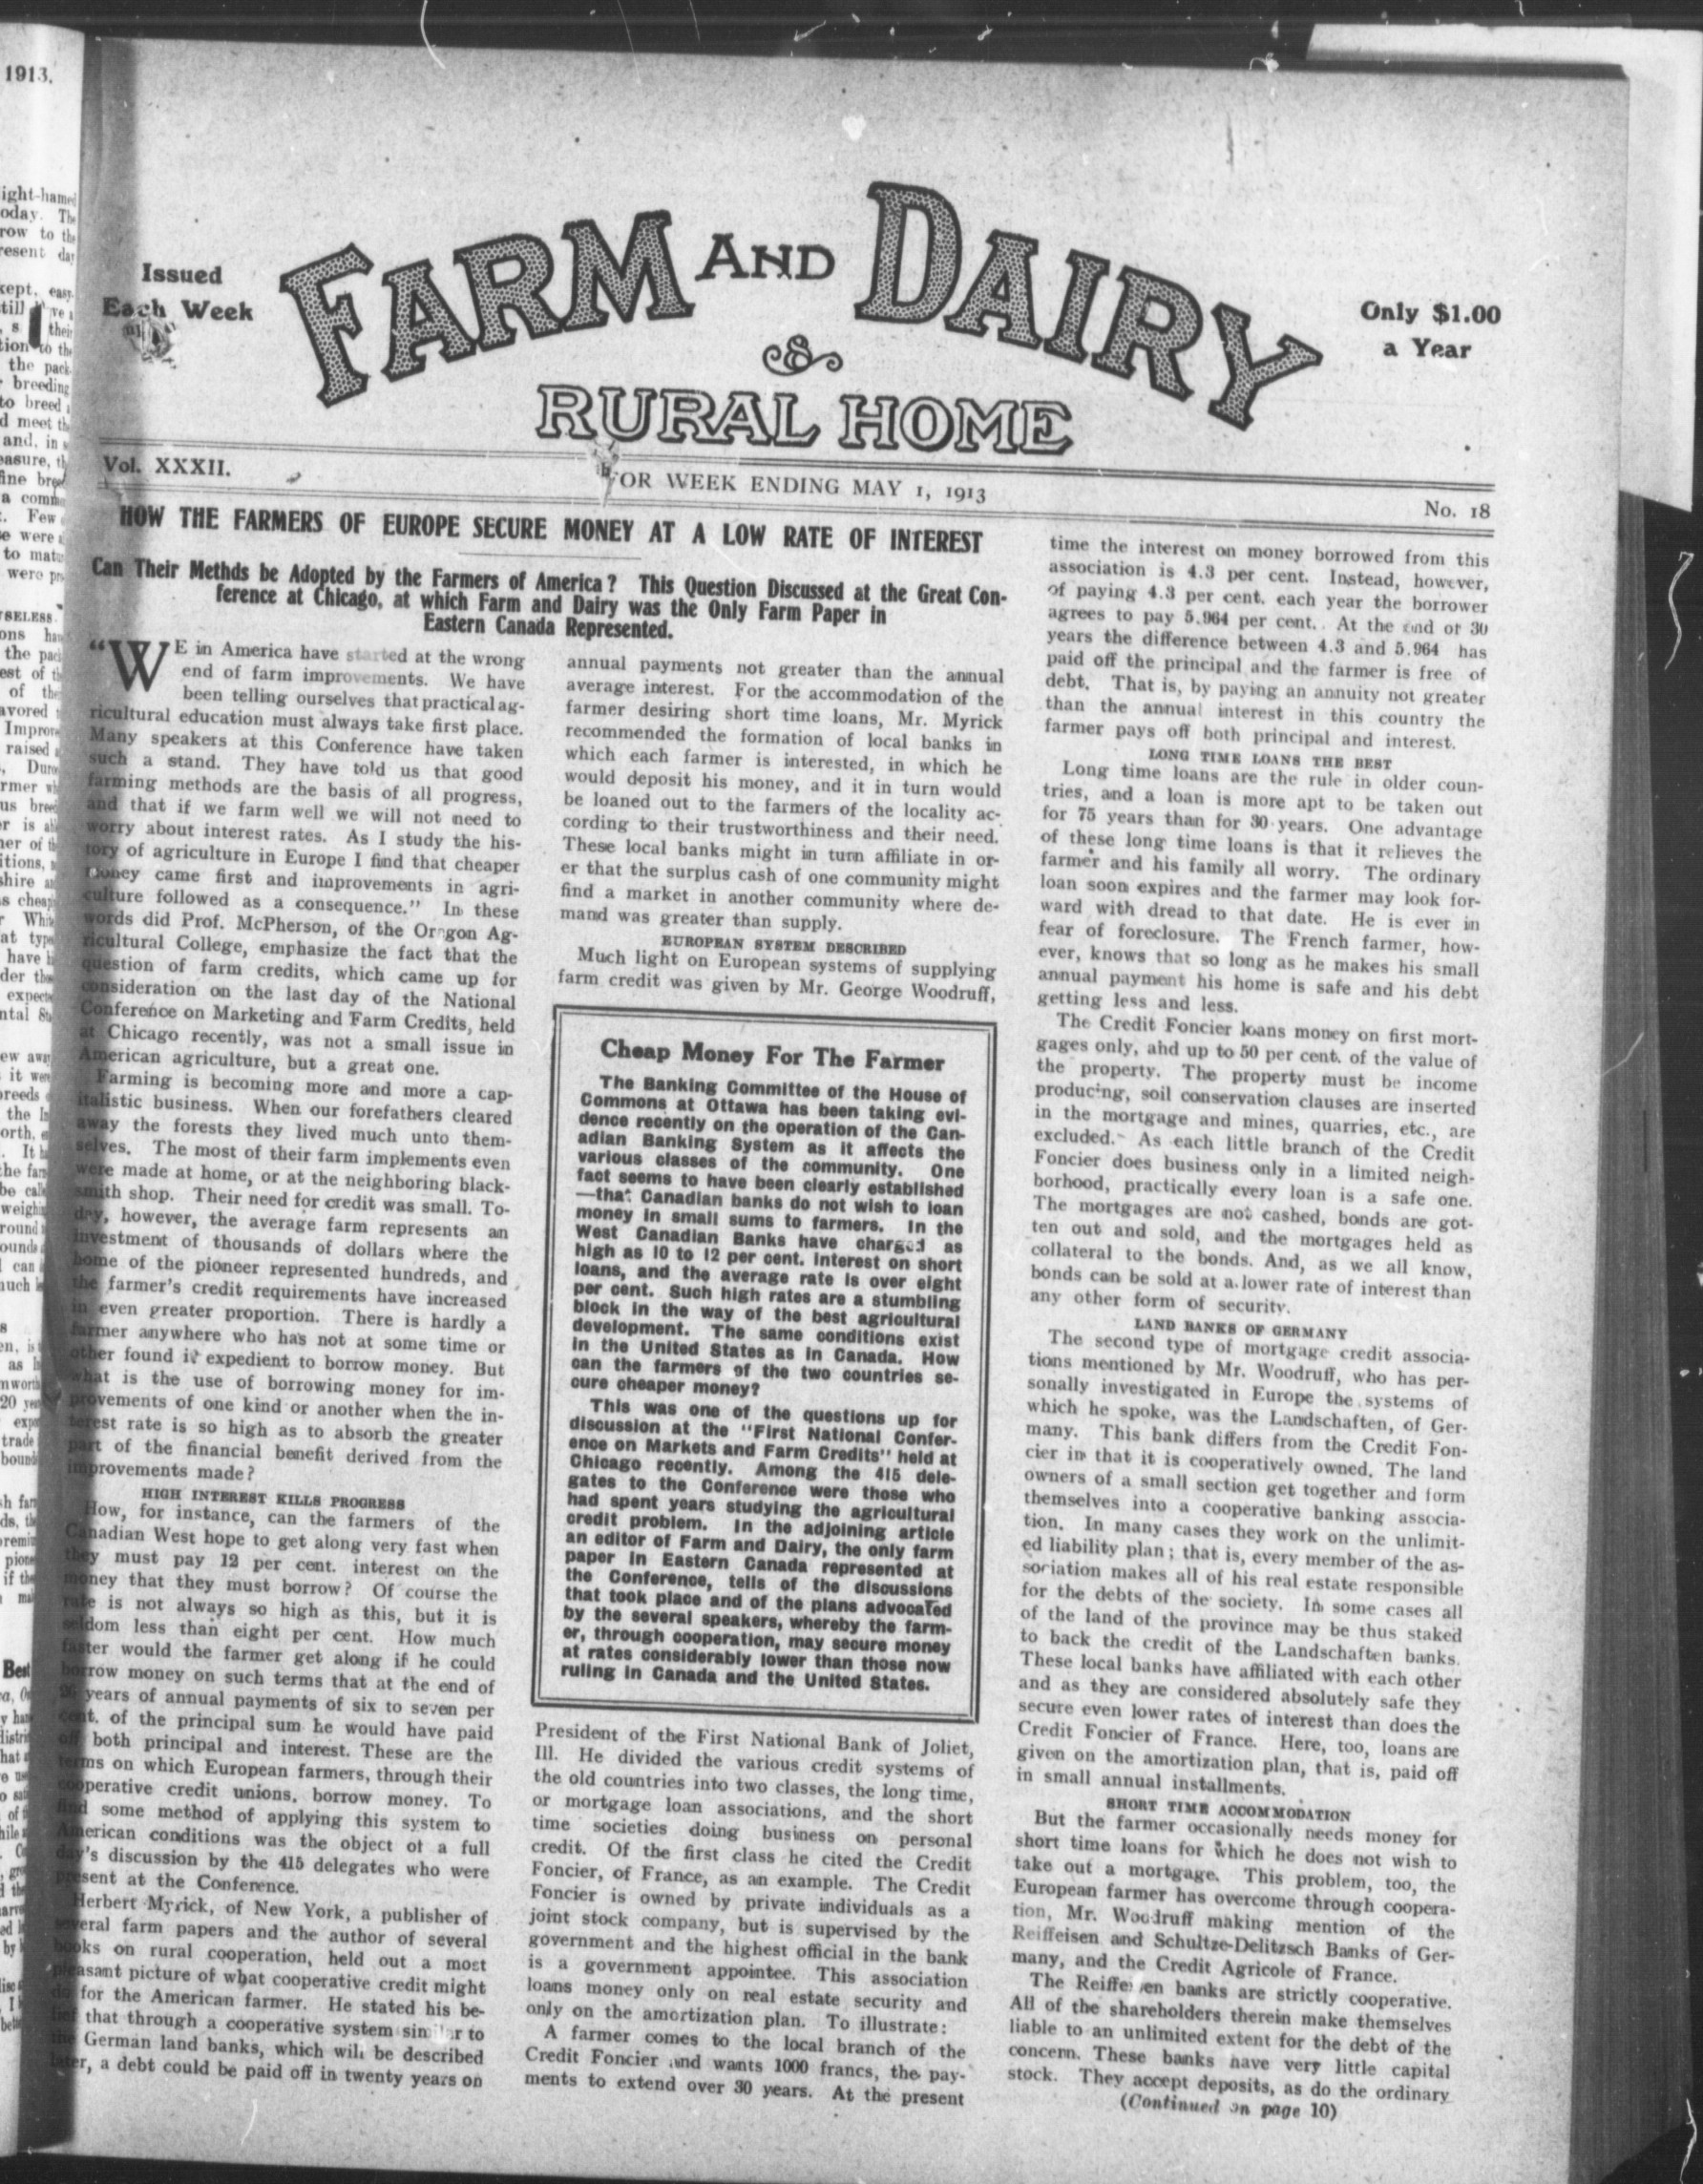 1913.
ight-hamed
oday. The
row to the
resent day
Issued
Each Week
FARM AND DAIRY
&
RURAL HOME
Only $1.00
a Year
Vol. XXXII.
FOR WEEK ENDING MAY 1, 1913
No. 18
HOW THE FARMERS OF EUROPE SECURE MONEY AT A LOW RATE OF INTEREST
Can Their Methds be Adopted by the Farmers of America? This Question Discussed at the Great Con-
ference at Chicago, at which Farm and Dairy was the Only Farm Paper in
Eastern Canada Represented.
"WE in America have started at the wrong
end of farm improvements. We have
been telling ourselves that practical ag-
ricultural education must always take first place.
Many speakers at this Conference have taken
such a stand. They have told us that good
farming methods are the basis of all progress,
and that if we farm well we will not need to
worry about interest rates. As I study the his-
tory of agriculture in Europe I find that cheaper
money came first and improvements in agri-
culture followed as a consequence." In these
words did Prof. McPherson, of the Oregon Ag-
ricultural College, emphasize the fact that the
question of farm credits, which came up for
consideration on the last day of the National
Conference on Marketing and Farm Credits, held
at Chicago recently, was not a small issue in
American agriculture, but a great one.
Farming is becoming more and more a cap-
italistic business. When our forefathers cleared
away the forests they lived much unto them-
selves. The most of their farm implements even
were made at home, or at the neighboring black-
smith shop. Their need for credit was small. To-
day, however, the average farm represents an
investment of thousands of dollars where the
home of the pioneer represented hundreds, and
the farmer's credit requirements have increased
in even greater proportion. There is hardly a
farmer anywhere who has not at some time or
other found it expedient to borrow money. But
what is the use of borrowing money for im-
provements of one kind or another when the in-
terest rate is so high as to absorb the greater
part of the financial benefit derived from the
improvements made?
HIGH INTEREST KILLS PROGRESS
How, for instance, can the farmers of the
Canadian West hope to get along very fast when
they must pay 12 per cent. interest on the
money that they must borrow? Of course the
rate is not always so high as this, but it is
seldom less than eight per cent. How much
faster would the farmer get along if he could
borrow money on such terms that at the end of
years of annual payments of six to seven per
cent. of the principal sum he would have paid
off both principal and interest. These are the
terms on which European farmers, through their
cooperative credit unions, borrow money. To
find some method of applying this system to
American conditions was the object of a full
day's discussion by the 415 delegates who were
present at the Conference.
Herbert Myrick, of New York, a publisher of
several farm papers and the author of several
books on rural cooperation, held out a most
pleasant picture of what cooperative credit might
do for the American farmer. He stated his be-
lief that through a cooperative system similar to
the German land banks, which will be described
later, a debt could be paid off in twenty years on
annual payments not greater than the annual
average interest. For the accommodation of the
farmer desiring short time loans, Mr. Myrick
recommended the formation of local banks in
which each farmer is interested, in which he
would deposit his money, and it in turn would
be loaned out to the farmers of the locality ac-
cording to their trustworthiness and their need.
These local banks might in turn affiliate in or-
er that the surplus cash of one community might
find a market in another community where de-
mand was greater than supply.
EUROPEAN SYSTEM DESCRIBED
Much light on European systems of supplying
farm credit was given by Mr. George Woodruff,
Cheap Money For The Farmer
The Banking Committee of the House of
Commons at Ottawa has been taking evi-
dence recently on the operation of the Can-
adian Banking System as it affects the
various classes of the community. One
fact seems to have been clearly established
—that Canadian banks do not wish to loan
money in small sums to farmers. In the
West Canadian Banks have charged as
high as 10 to 12 per cent. interest on short
loans, and the average rate is over eight
per cent. Such high rates are a stumbling
block in the way of the best agricultural
development. The same conditions exist
in the United States as in Canada. How
can the farmers of the two countries se-
cure cheaper money?
This was one of the questions up for
discussion at the "First National Confer-
ence on Markets and Farm Credits" held at
Chicago recently. Among the 415 dele-
gates to the Conference were those who
had spent years studying the agricultural
credit problem. In the adjoining article
an editor of Farm and Dairy, the only farm
paper in Eastern Canada represented at
the Conference, tells of the discussions
that took place and of the plans advocated
by the several speakers, whereby the farm-
er, through cooperation, may secure money
at rates considerably lower than those now
ruling in Canada and the United States.
President of the First National Bank of Joliet,
Ill. He divided the various credit systems of
the old countries into two classes, the long time,
or mortgage loan associations, and the short
time societies doing business on personal
credit. Of the first class he cited the Credit
Foncier, of France, as an example. The Credit
Foncier is owned by private individuals as a
joint stock company, but is supervised by the
government and the highest official in the bank
is a government appointee. This association
loans money only on real estate security and
only on the amortization plan. To illustrate:
A farmer comes to the local branch of the
Credit Foncier and wants 1000 francs, the pay-
ments to extend over 30 years. At the present
time the interest on money borrowed from this
association is 4.3 per cent. Instead, however,
of paying 4.3 per cent. each year the borrower
agrees to pay 5.964 per cent. At the end of 30
years the difference between 4.3 and 5.964 has
paid off the principal and the farmer is free of
debt. That is, by paying an annuity not greater
than the annual interest in this country the
farmer pays off both principal and interest.
LONG TIME LOANS THE BEST
Long time loans are the rule in older coun-
tries, and a loan is more apt to be taken out
for 75 years than for 30 years. One advantage
of these long time loans is that it relieves the
farmer and his family all worry. The ordinary
loan soon expires and the farmer may look for-
ward with dread to that date. He is ever in
fear of foreclosure. The French farmer, how-
ever, knows that so long as he makes his small
annual payment his home is safe and his debt
getting less and less.
The Credit Foncier loans money on first mort-
gages only, ahd up to 50 per cent. of the value of
the property. The property must be income
producing, soil conservation clauses are inserted
in the mortgage and mines, quarries, etc., are
excluded. As each little branch of the Credit
Foncier does business only in a limited neigh-
borhood, practically every loan is a safe one.
The mortgages are not cashed, bonds are got-
ten out and sold, and the mortgages held as
collateral to the bonds. And, as we all know,
bonds can be sold at a lower rate of interest than
any other form of security.
LAND BANKS OF GERMANY
The second type of mortgage credit associa-
tions mentioned by Mr. Woodruff, who has per-
sonally investigated in Europe the systems of
which he spoke, was the Landschaften, of Ger-
many. This bank differs from the Credit Fon-
cier in that it is cooperatively owned. The land
owners of a small section get together and form
themselves into a cooperative banking associa-
tion. In many cases they work on the unlimit-
ed liability plan; that is, every member of the as-
sociation makes all of his real estate responsible
for the debts of the society. In some cases all
of the land of the province may be thus staked
to back the credit of the Landschaften banks.
These local banks have affiliated with each other
and as they are considered absolutely safe they
secure even lower rates of interest than does the
Credit Foncier of France. Here, too, loans are
given on the amortization plan, that is, paid off
in small annual installments.
SHORT TIME ACCOMMODATION
But the farmer occasionally needs money for
short time loans for which he does not wish to
take out a mortgage. This problem, too, the
European farmer has overcome through coopera-
tion, Mr. Woodruff making mention of the
Reiffeisen and Schultze-Delitzsch Banks of Ger-
many, and the Credit Agricole of France.
The Reiffeisen banks are strictly cooperative.
All of the shareholders therein make themselves
liable to an unlimited extent for the debt of the
concern. These banks have very little capital
stock. They accept deposits, as do the ordinary
(Continued on page 10)